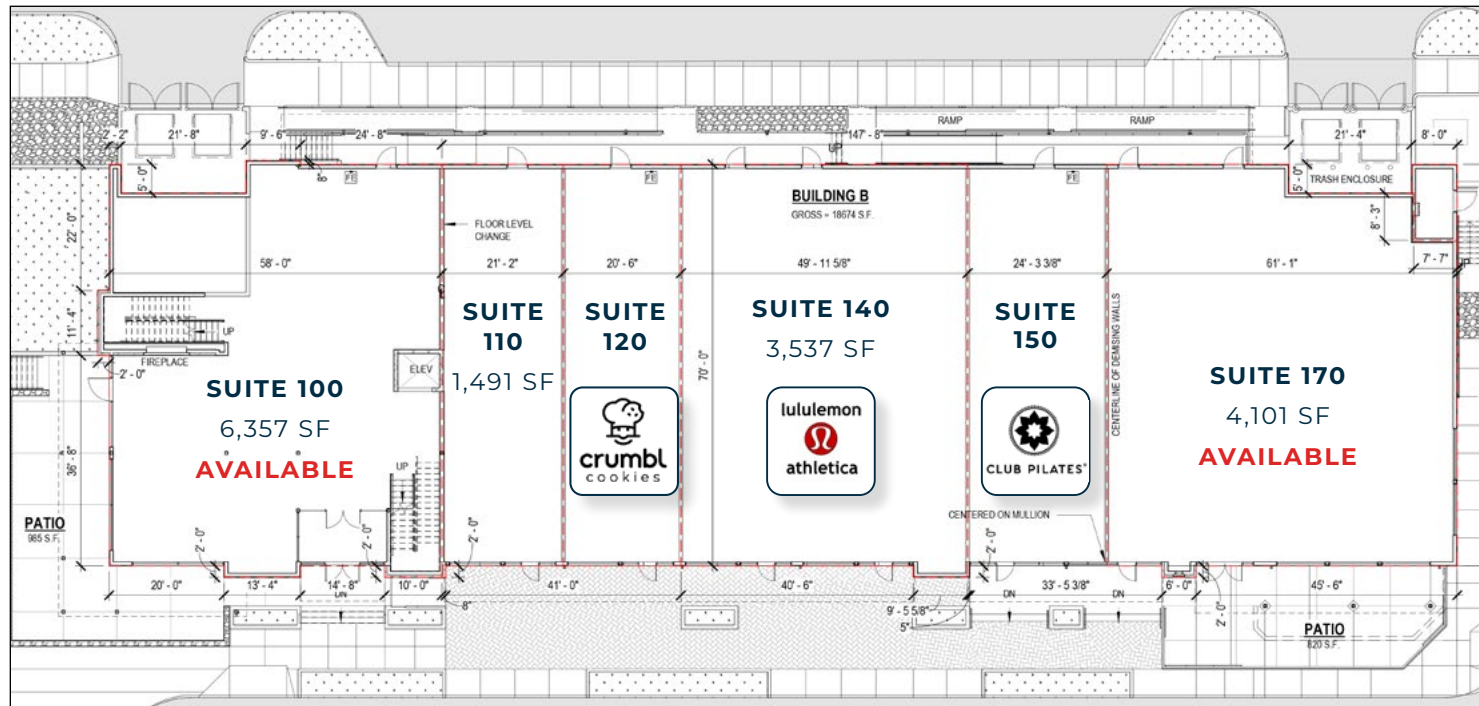 RAMP
RAMP
2' - 2"
21' - 8"
9' - 6"
24' - 8"
147' - 8"
UP
21' - 4"
8' - 0"
5' - 0"
8"
FE
FE
FE
5' - 0"
TRASH ENCLOSURE
BUILDING B
GROSS = 18674 S.F.
FLOOR LEVEL
CHANGE
22' - 0"
8' - 3"
58' - 0"
21' - 2"
20' - 6"
49' - 11 5/8"
24' - 3 3/8"
61' - 1"
7' - 7"
UP
11' - 4"
UP
FIREPLACE
2' - 0"
ELEV
70' - 0"
CENTERLINE OF DEMISING WALLS
SUITE 100
6,357 SF
AVAILABLE
SUITE
110
1,491 SF
SUITE
120
crumbl
cookies
SUITE 140
3,537 SF
lululemon
athletica
SUITE
150
CLUB PILATES®
SUITE 170
4,101 SF
AVAILABLE
36' - 8"
UP
PATIO
985 S.F.
CENTERED ON MULLION
2' - 0"
2' - 0"
2' - 0"
2' - 0"
20' - 0"
13' - 4"
14' - 8"
10' - 0"
41' - 0"
40' - 6"
33' - 5 3/8"
6' - 0"
45' - 6"
DN
8"
9' - 5 5/8"
5"
DN
DN
2' - 0"
PATIO
820 S.F.